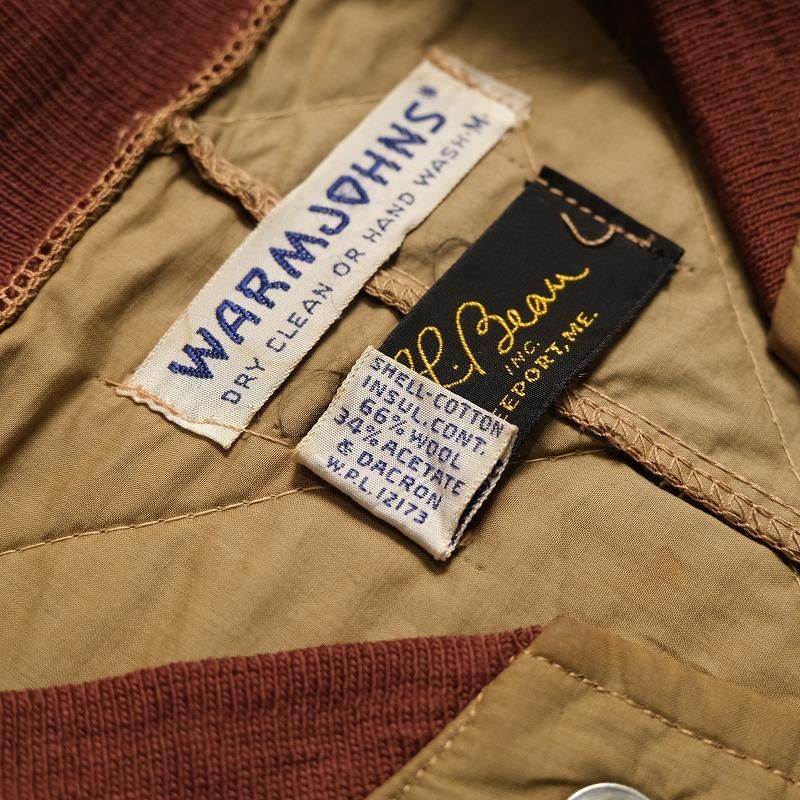 WARMJOHNS®
DRY CLEAN OR HAND WASH-M-
L.L. Bean
INC.
EEPORT, ME.
SHELL-COTTON
INSUL. CONT.
66% WOOL
34% ACETATE
& DACRON
W.P.L. 12173